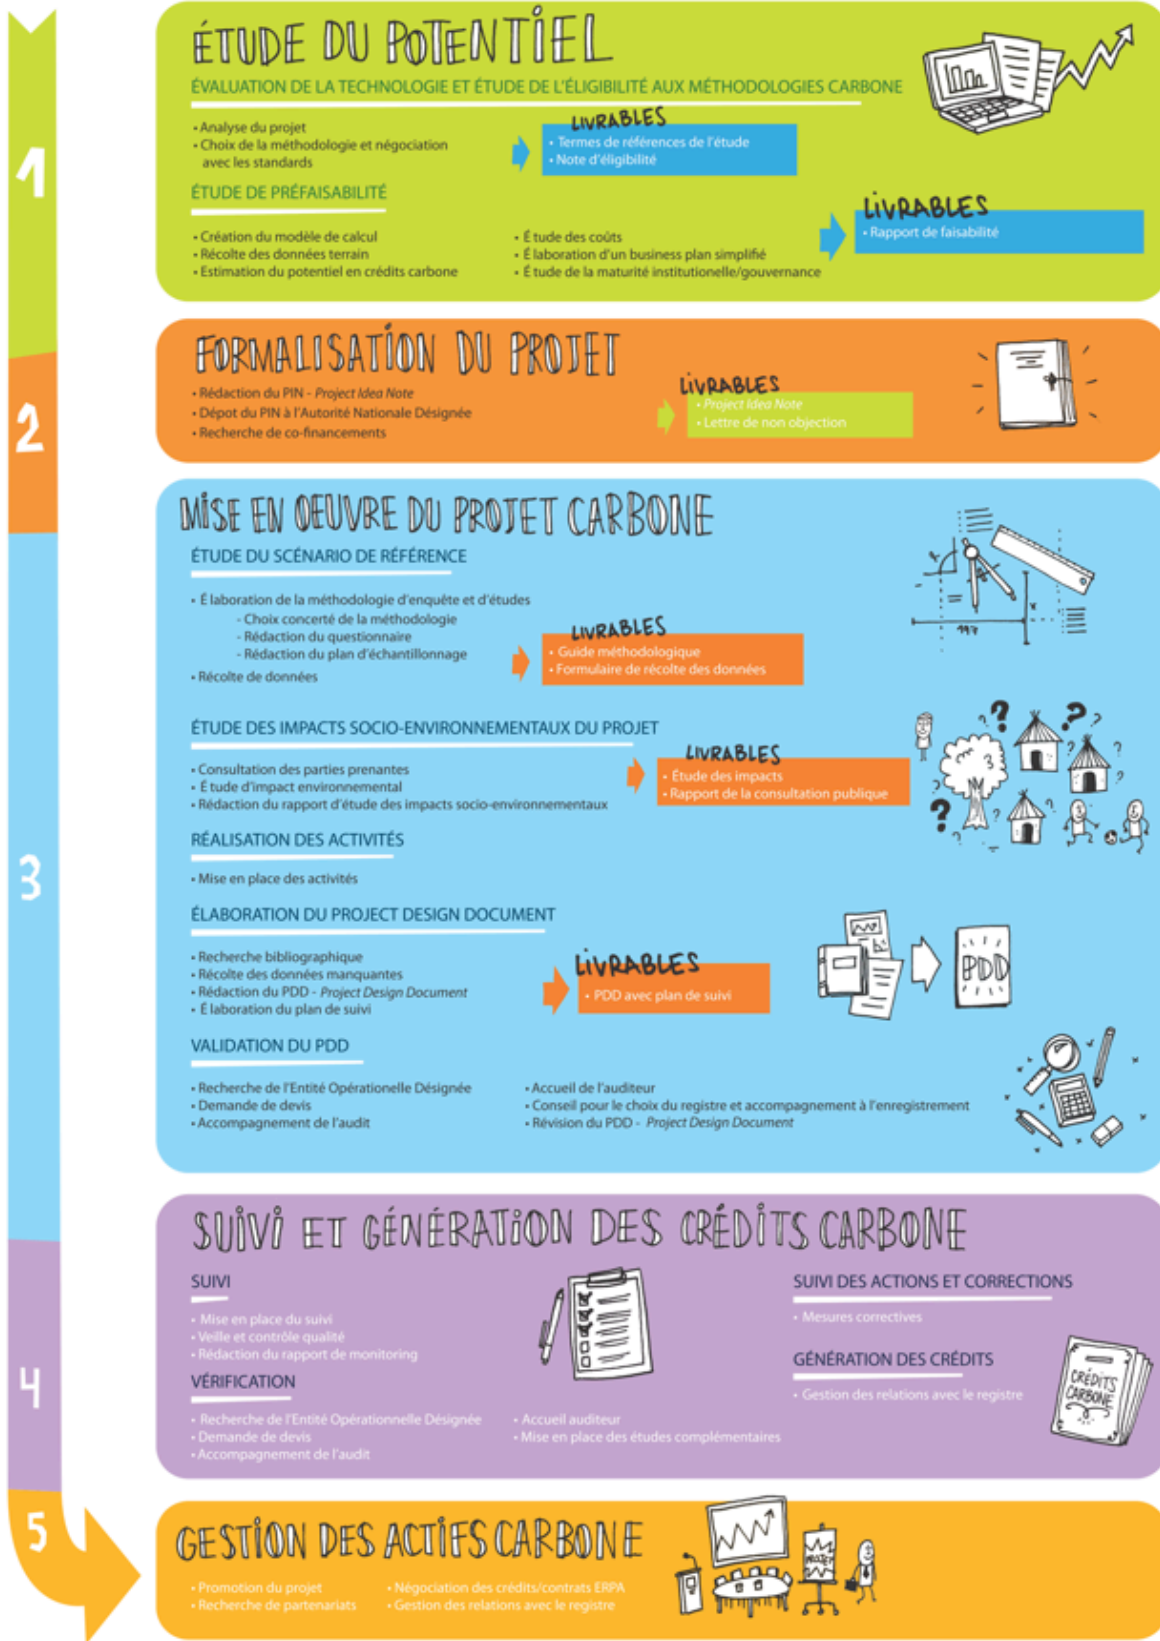 1
ÉTUDE DU POTENTIEL
ÉVALUATION DE LA TECHNOLOGIE ET ÉTUDE DE L'ÉLIGIBILITÉ AUX MÉTHODOLOGIES CARBONE
• Analyse du projet
• Choix de la méthodologie et négociation
avec les standards
LIVRABLES
• Termes de références de l'étude
• Note d'éligibilité
ÉTUDE DE PRÉFAISABILITÉ
• Création du modèle de calcul
• Récolte des données terrain
• Estimation du potentiel en crédits carbone
• É tude des coûts
• É laboration d'un business plan simplifié
• É tude de la maturité institutionelle/gouvernance
LIVRABLES
• Rapport de faisabilité
2
FORMALISATION DU PROJET
• Rédaction du PIN - Project Idea Note
• Dépot du PIN à l'Autorité Nationale Désignée
• Recherche de co-financements
LIVRABLES
• Project Idea Note
• Lettre de non objection
3
MISE EN OEUVRE DU PROJET CARBONE
ÉTUDE DU SCÉNARIO DE RÉFÉRENCE
• É laboration de la méthodologie d'enquête et d'études
- Choix concerté de la méthodologie
- Rédaction du questionnaire
- Rédaction du plan d'échantillonnage
• Récolte de données
LIVRABLES
• Guide méthodologique
• Formulaire de récolte des données
ÉTUDE DES IMPACTS SOCIO-ENVIRONNEMENTAUX DU PROJET
• Consultation des parties prenantes
• É tude d'impact environnemental
• Rédaction du rapport d'étude des impacts socio-environnementaux
LIVRABLES
• Étude des impacts
• Rapport de la consultation publique
RÉALISATION DES ACTIVITÉS
• Mise en place des activités
ÉLABORATION DU PROJECT DESIGN DOCUMENT
• Recherche bibliographique
• Récolte des données manquantes
• Rédaction du PDD - Project Design Document
• É laboration du plan de suivi
LIVRABLES
• PDD avec plan de suivi
PDD
VALIDATION DU PDD
• Recherche de l'Entité Opérationelle Désignée
• Demande de devis
• Accompagnement de l'audit
• Accueil de l'auditeur
• Conseil pour le choix du registre et accompagnement à l'enregistrement
• Révision du PDD - Project Design Document
4
SUIVI ET GÉNÉRATION DES CRÉDITS CARBONE
SUIVI
• Mise en place du suivi
• Veille et contrôle qualité
• Rédaction du rapport de monitoring
VÉRIFICATION
• Recherche de l'Entité Opérationnelle Désignée
• Demande de devis
• Accompagnement de l'audit
• Accueil auditeur
• Mise en place des études complémentaires
SUIVI DES ACTIONS ET CORRECTIONS
• Mesures correctives
GÉNÉRATION DES CRÉDITS
• Gestion des relations avec le registre
CRÉDITS
CARBONE
5
GESTION DES ACTIFS CARBONE
• Promotion du projet
• Recherche de partenariats
• Négociation des crédits/contrats ERPA
• Gestion des relations avec le registre
PROJET